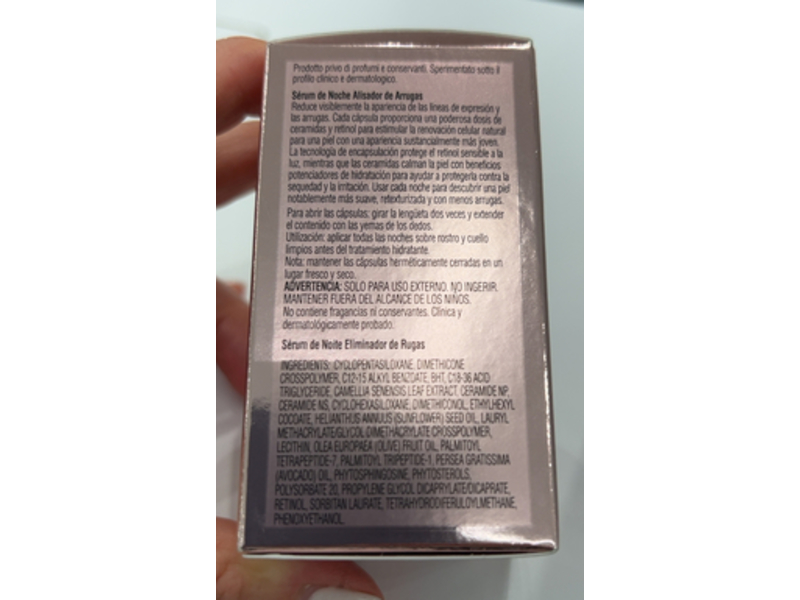 Prodotto privo di profumi e conservanti. Sperimentato sotto il
profilo clinico e dermatologico.
Sérum de Noche Alisador de Arrugas
Reduce visiblemente la apariencia de las líneas de expresión y
las arrugas. Cada cápsula proporciona una poderosa dosis de
ceramidas y retinol para estimular la renovación celular natural
para una piel con una apariencia sustancialmente más joven.
La tecnología de encapsulación protege el retinol sensible a la
luz, mientras que las ceramidas calman la piel con beneficios
potenciadores de hidratación para ayudar a protegerla contra la
sequedad y la irritación. Usar cada noche para descubrir una piel
notablemente más suave, retexturizada y con menos arrugas.
Para abrir las cápsulas: girar la lengüeta dos veces y extender
el contenido con las yemas de los dedos.
Utilización: aplicar todas las noches sobre rostro y cuello
limpios antes del tratamiento hidratante.
Nota: mantener las cápsulas herméticamente cerradas en un
lugar fresco y seco.
ADVERTENCIA: SOLO PARA USO EXTERNO. NO INGERIR.
MANTENER FUERA DEL ALCANCE DE LOS NIÑOS.
No contiene fragancias ni conservantes. Clínica y
dermatológicamente probado.
Sérum de Noite Eliminador de Rugas
INGREDIENTS: CYCLOPENTASILOXANE, DIMETHICONE
CROSSPOLYMER, C12-15 ALKYL BENZOATE, BHT, C18-36 ACID
TRIGLYCERIDE, CAMELLIA SINENSIS LEAF EXTRACT, CERAMIDE NP,
CERAMIDE NS, CYCLOHEXASILOXANE, DIMETHICONOL, ETHYLHEXYL
COCOATE, HELIANTHUS ANNUUS (SUNFLOWER) SEED OIL, LAURYL
METHACRYLATE/GLYCOL DIMETHACRYLATE CROSSPOLYMER,
LECITHIN, OLEA EUROPAEA (OLIVE) FRUIT OIL, PALMITOYL
TETRAPEPTIDE-7, PALMITOYL TRIPEPTIDE-1, PERSEA GRATISSIMA
(AVOCADO) OIL, PHYTOSPHINGOSINE, PHYTOSTEROLS,
POLYSORBATE 20, PROPYLENE GLYCOL DICAPRYLATE/DICAPRATE,
RETINOL, SORBITAN LAURATE, TETRAHYDRODIFERULOYLMETHANE,
PHENOXYETHANOL.